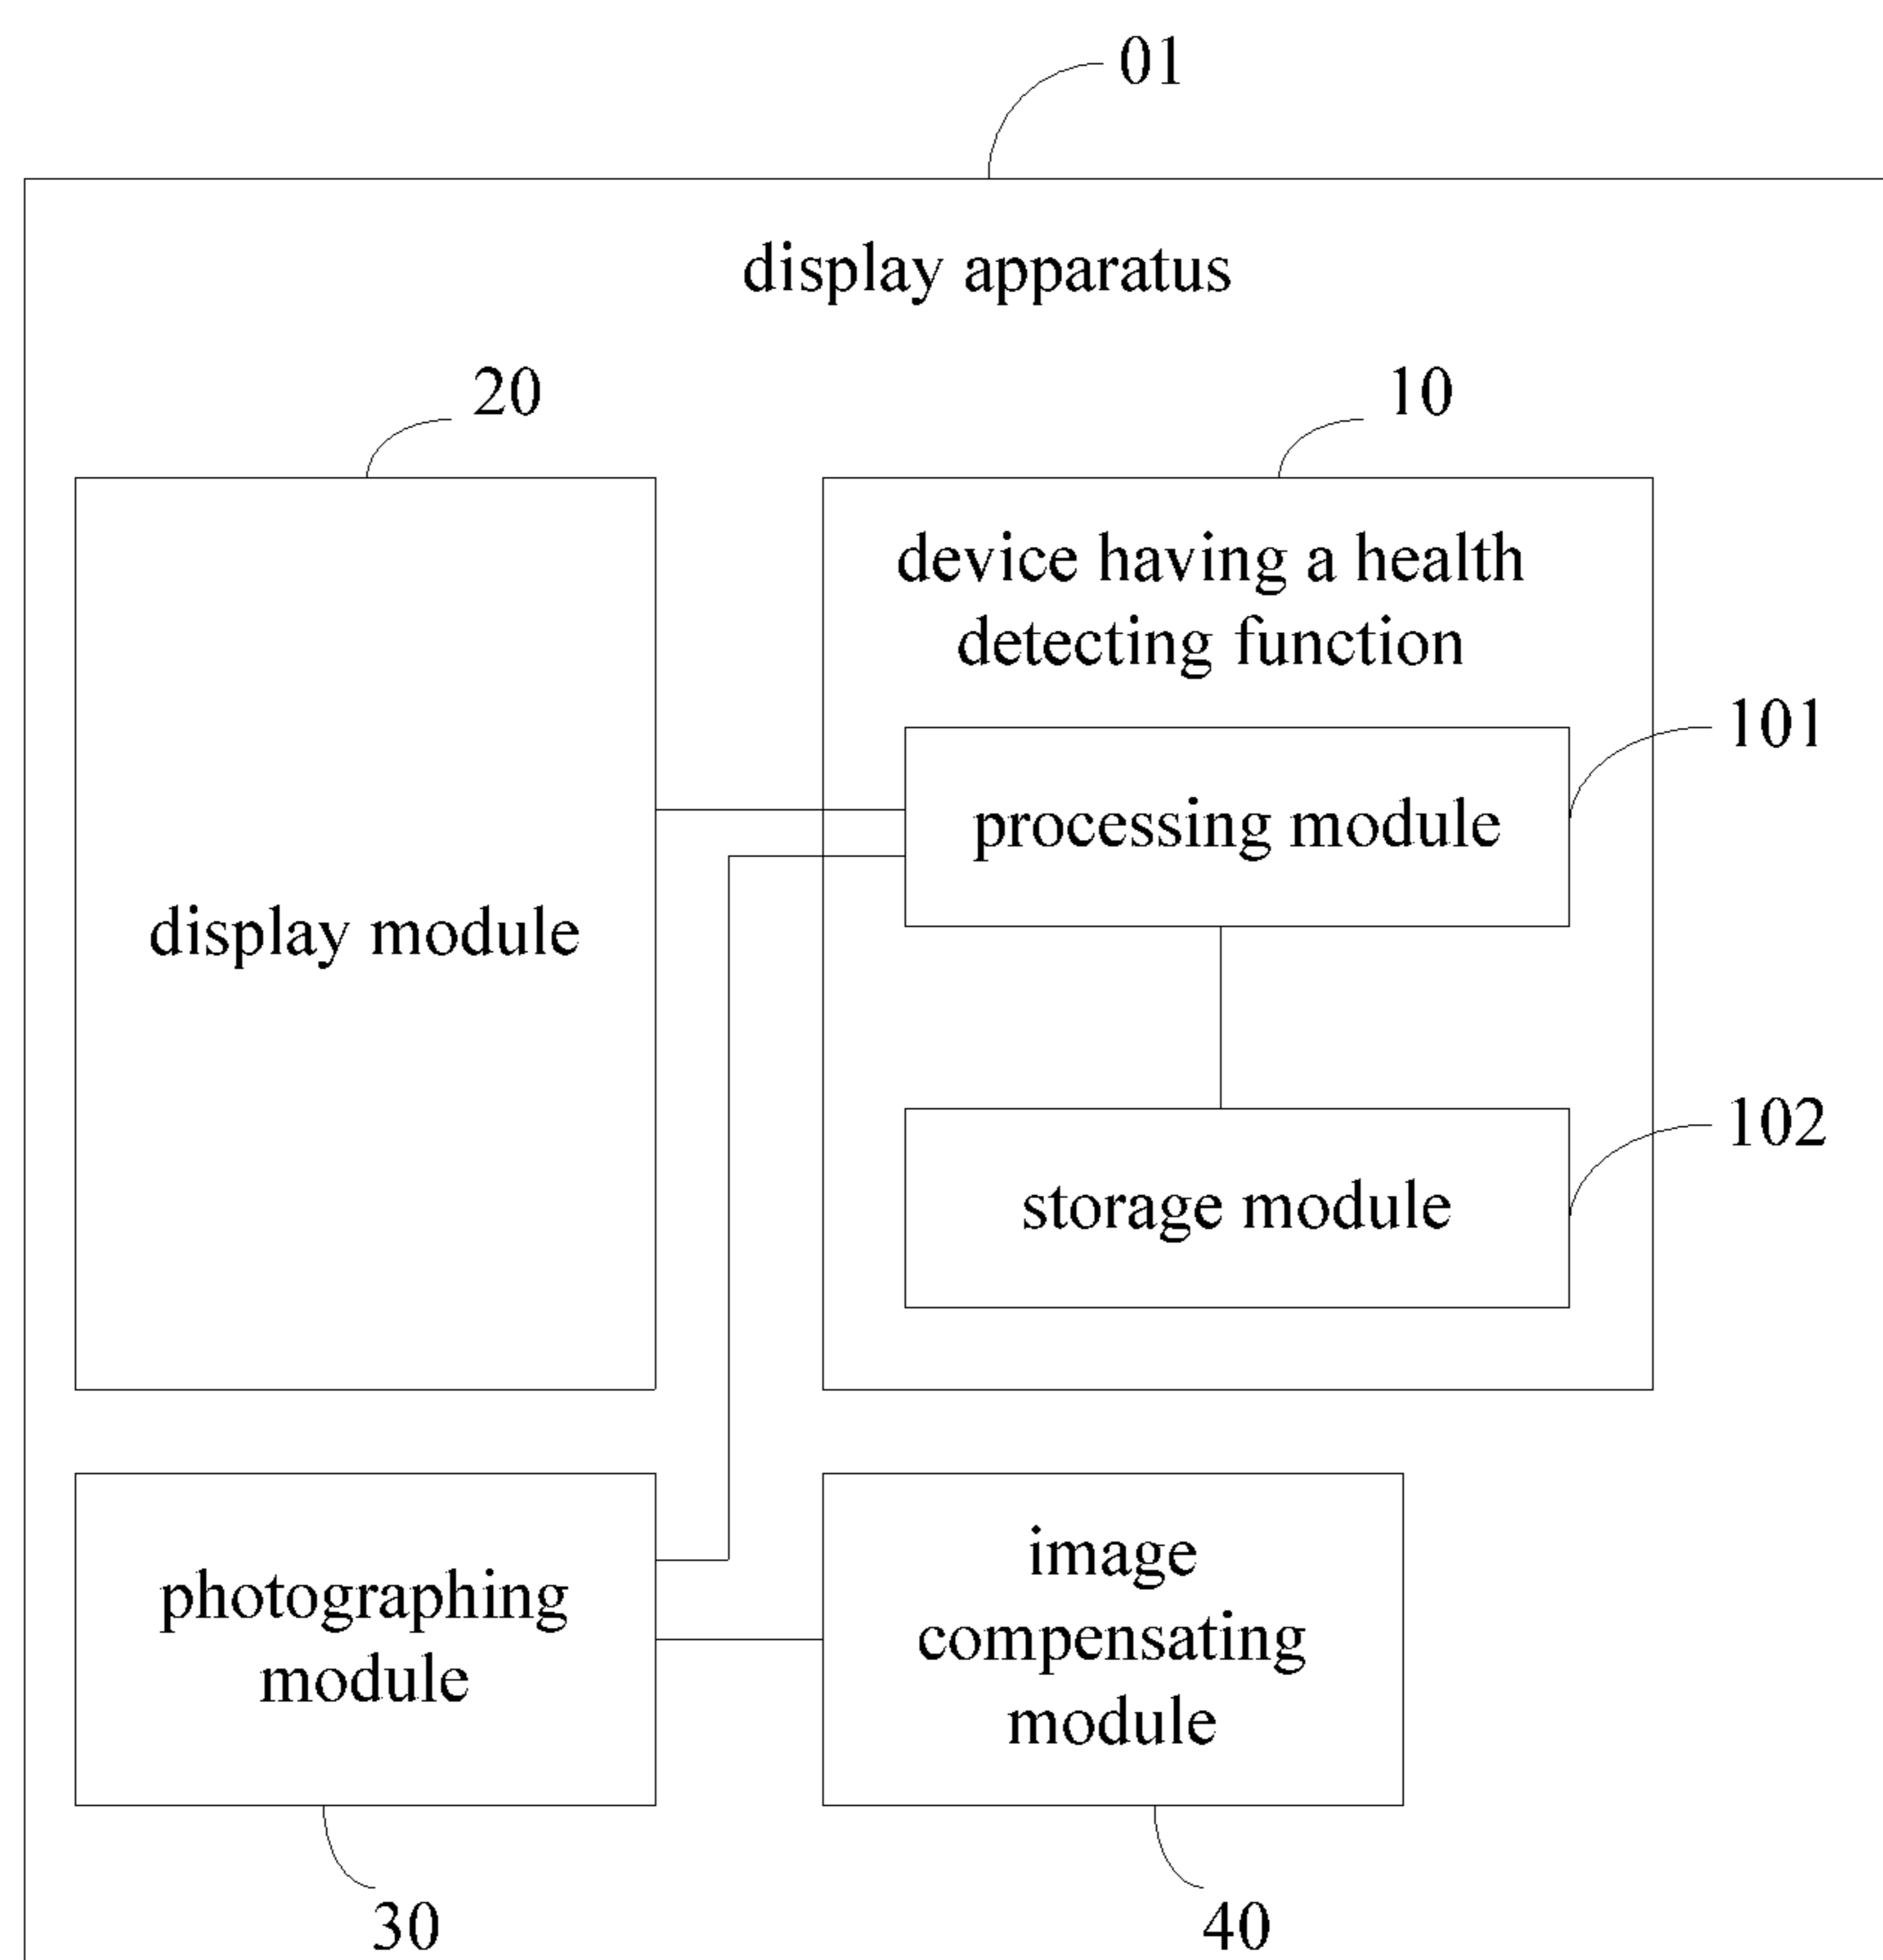 01
display apparatus
20
10
device having a health
detecting function
101
processing module
display module
102
storage module
photographing
module
image
compensating
module
30
40